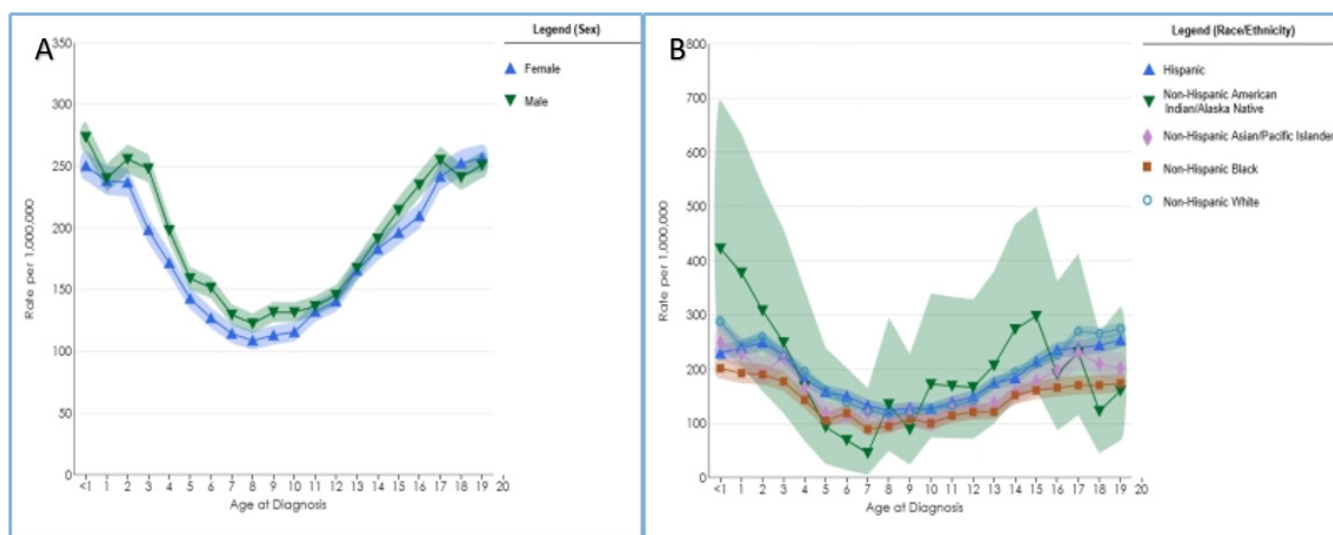 A
Legend (Sex)
Female
Male
350
300
250
200
150
100
50
0
Rate per 1,000,000
<1 1 2 3 4 5 6 7 8 9 10 11 12 13 14 15 16 17 18 19 20
Age at Diagnosis
B
Legend (Race/Ethnicity)
Hispanic
Non-Hispanic American
Indian/Alaska Native
Non-Hispanic Asian/Pacific Islander
Non-Hispanic Black
Non-Hispanic White
800
700
600
500
400
300
200
100
0
Rate per 1,000,000
<1 1 2 3 4 5 6 7 8 9 10 11 12 13 14 15 16 17 18 19 20
Age at Diagnosis